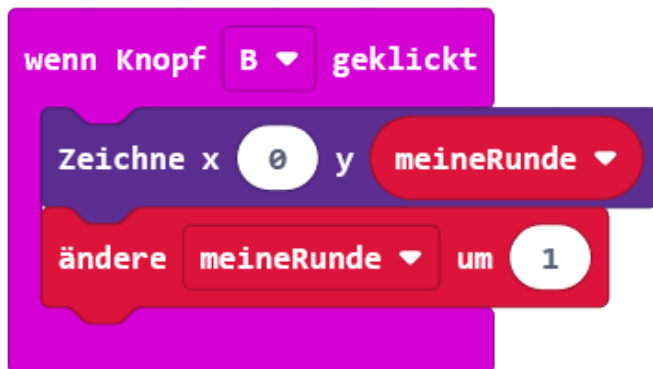 wenn Knopf B geklickt
Zeichne x 0 y meineRunde
ändere meineRunde um 1